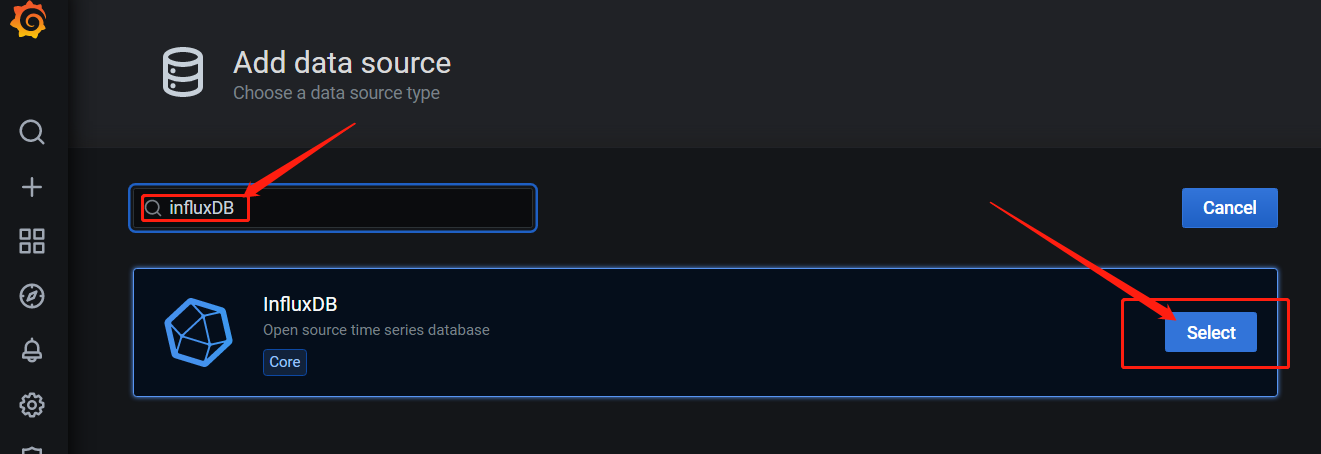 Add data source
Choose a data source type
influxDB
Cancel
InfluxDB
Open source time series database
Core
Select